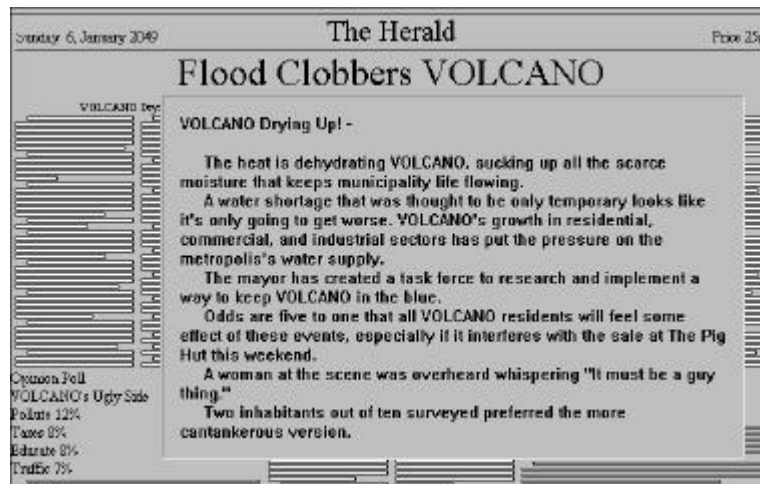 Sunday 6, January 2049
The Herald
Price 25
Flood Clobbers VOLCANO
VOLCANO Dry
VOLCANO Drying Up! -
The heat is dehydrating VOLCANO, sucking up all the scarce
moisture that keeps municipality life flowing.
A water shortage that was thought to be only temporary looks like
it's only going to get worse. VOLCANO's growth in residential,
commercial, and industrial sectors has put the pressure on the
metropolis's water supply.
The mayor has created a task force to research and implement a
way to keep VOLCANO in the blue.
Odds are five to one that all VOLCANO residents will feel some
effect of these events, especially if it interferes with the sale at The Pig
Hut this weekend.
A woman at the scene was overheard whispering "It must be a guy
thing."
Two inhabitants out of ten surveyed preferred the more
cantankerous version.
Opinion Poll
VOLCANO's Ugly Side
Pollute 12%
Taxes 8%
Educate 8%
Traffic 7%